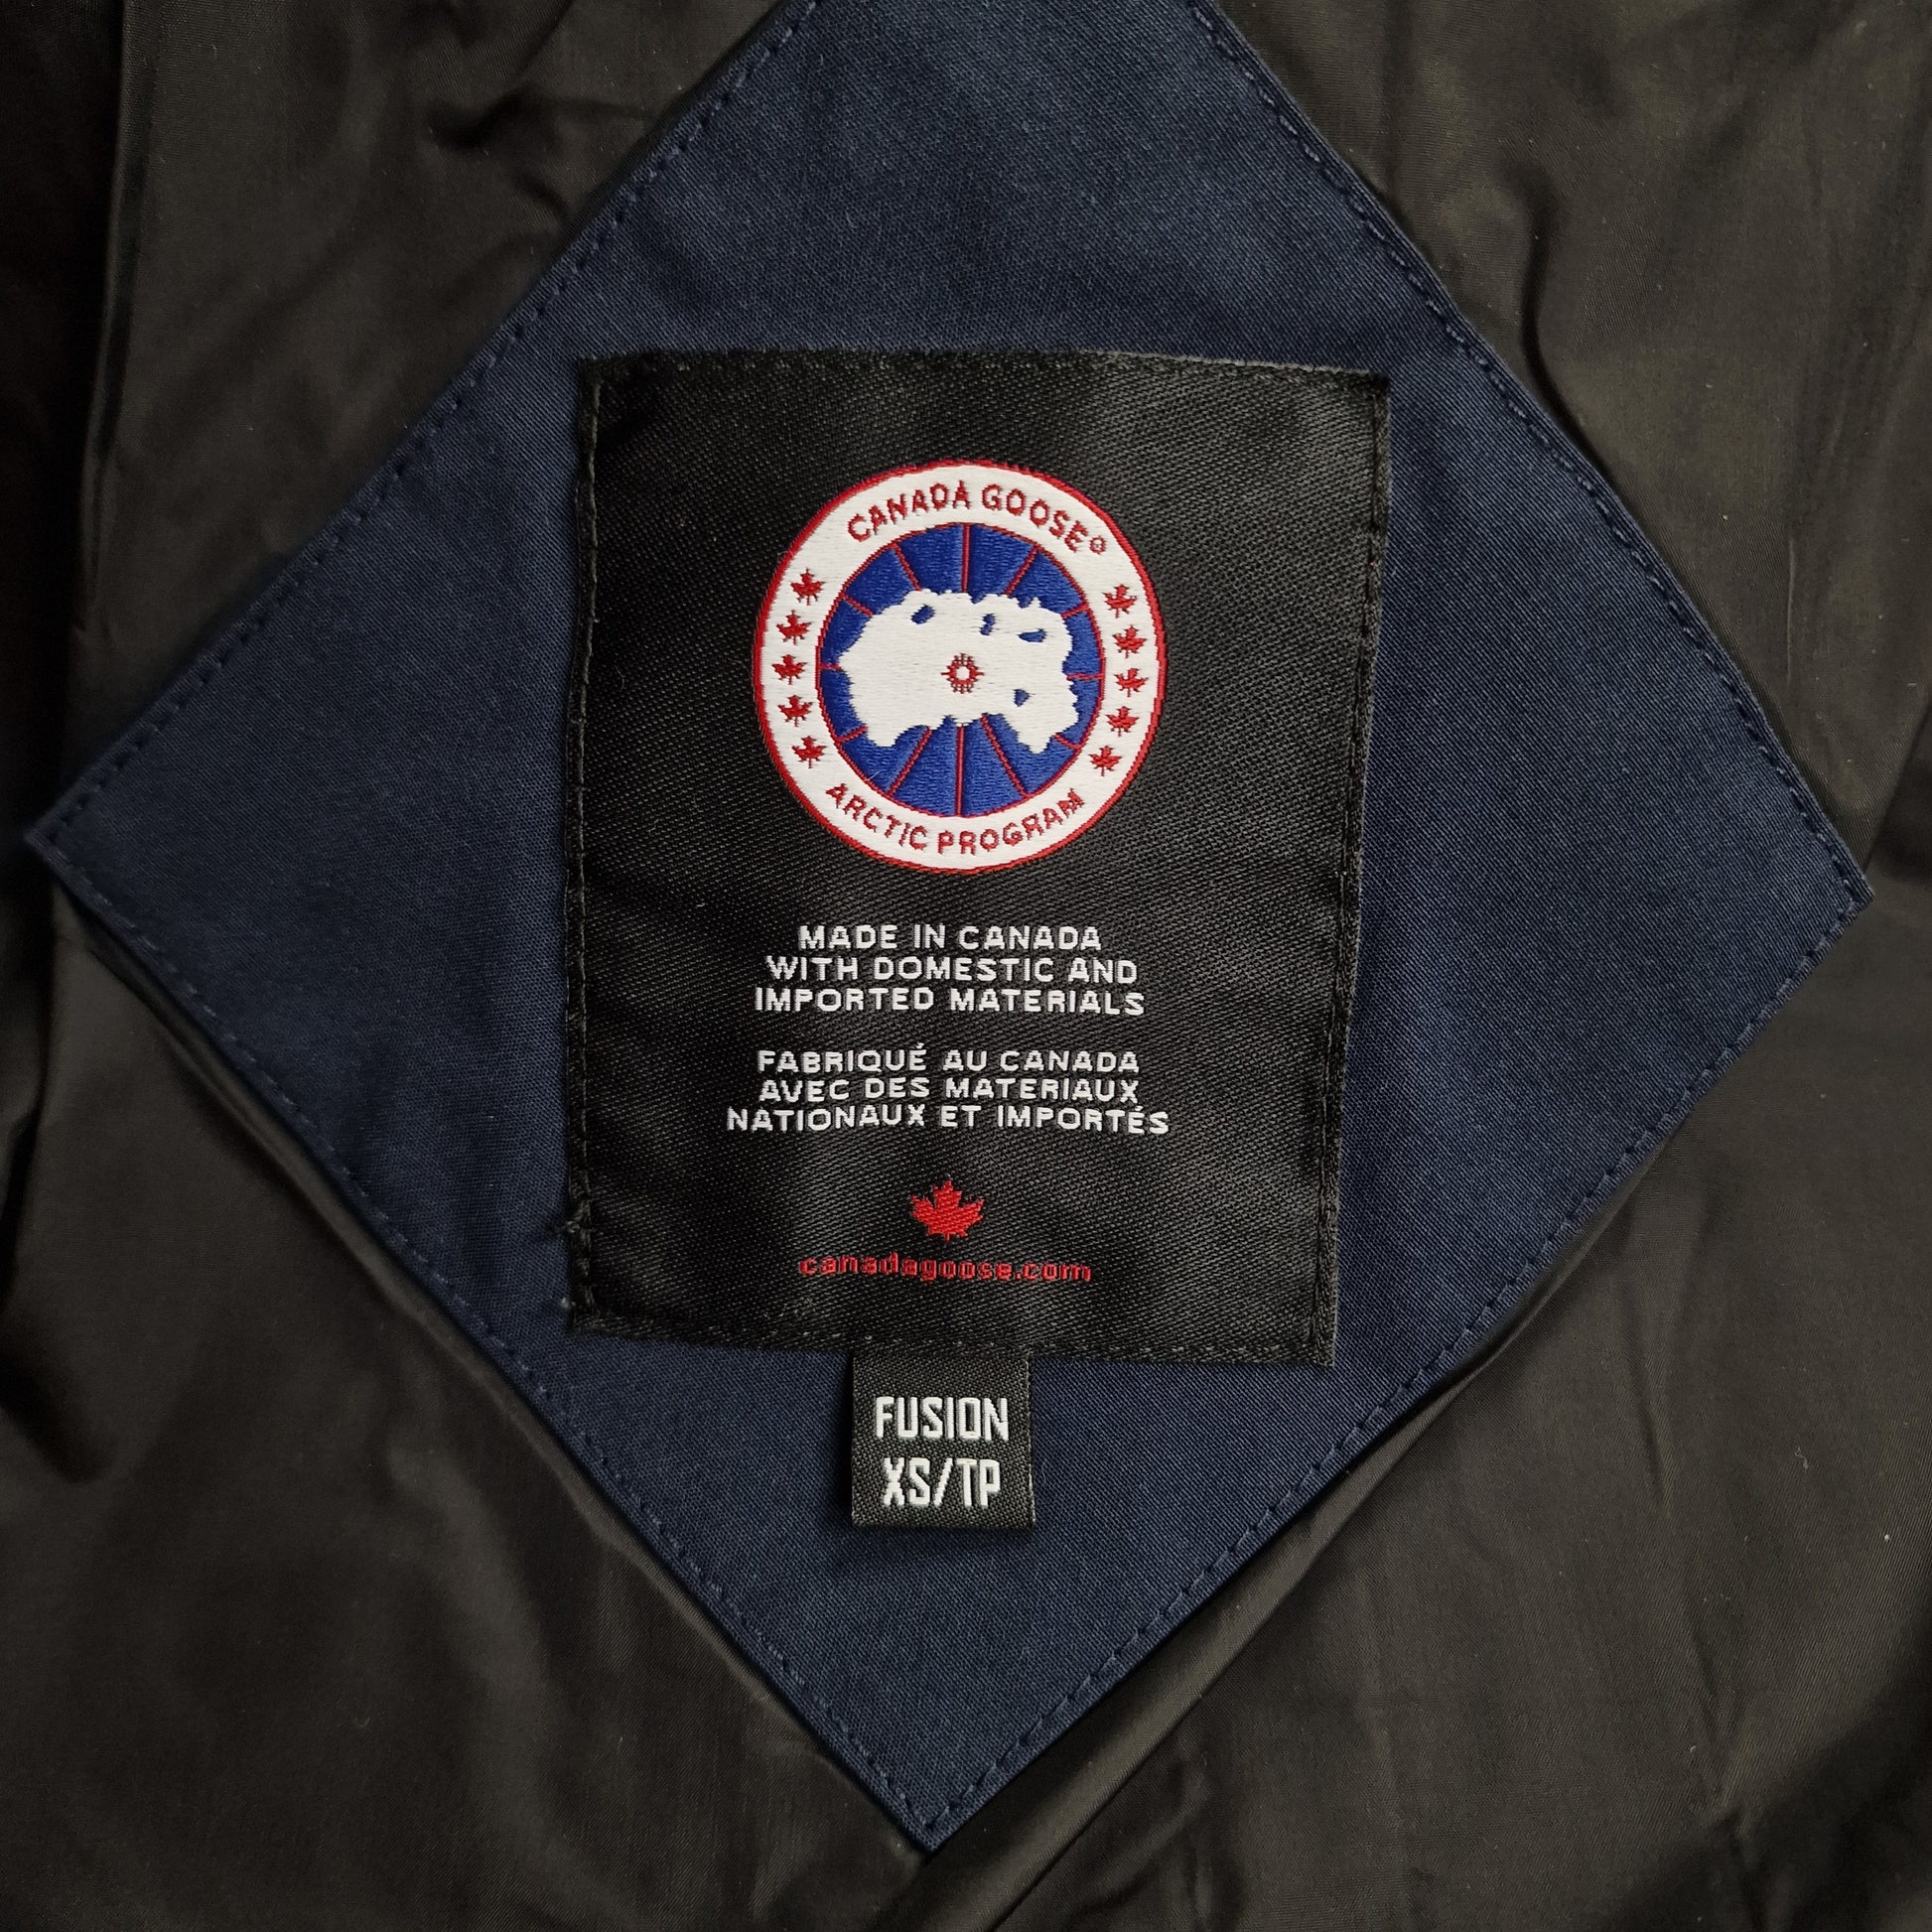 CANADA GOOSE®
ARCTIC PROGRAM
MADE IN CANADA
WITH DOMESTIC AND
IMPORTED MATERIALS
FABRIQUÉ AU CANADA
AVEC DES MATERIAUX
NATIONAUX ET IMPORTÉS
canadagoose.com
FUSION
XS/TP